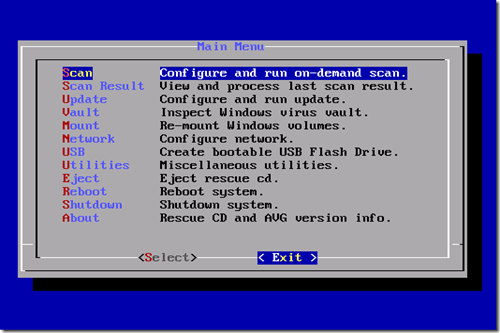 Main Menu
Scan Configure and run on-demand scan.
Scan Result View and process last scan result.
Update Configure and run update.
Vault Inspect Windows virus vault.
Mount Re-mount Windows volumes.
Network Configure network.
USB Create bootable USB Flash Drive.
Utilities Miscellaneous utilities.
Eject Eject rescue cd.
Reboot Reboot system.
Shutdown Shutdown system.
About Rescue CD and AVG version info.
<Select> < Exit >